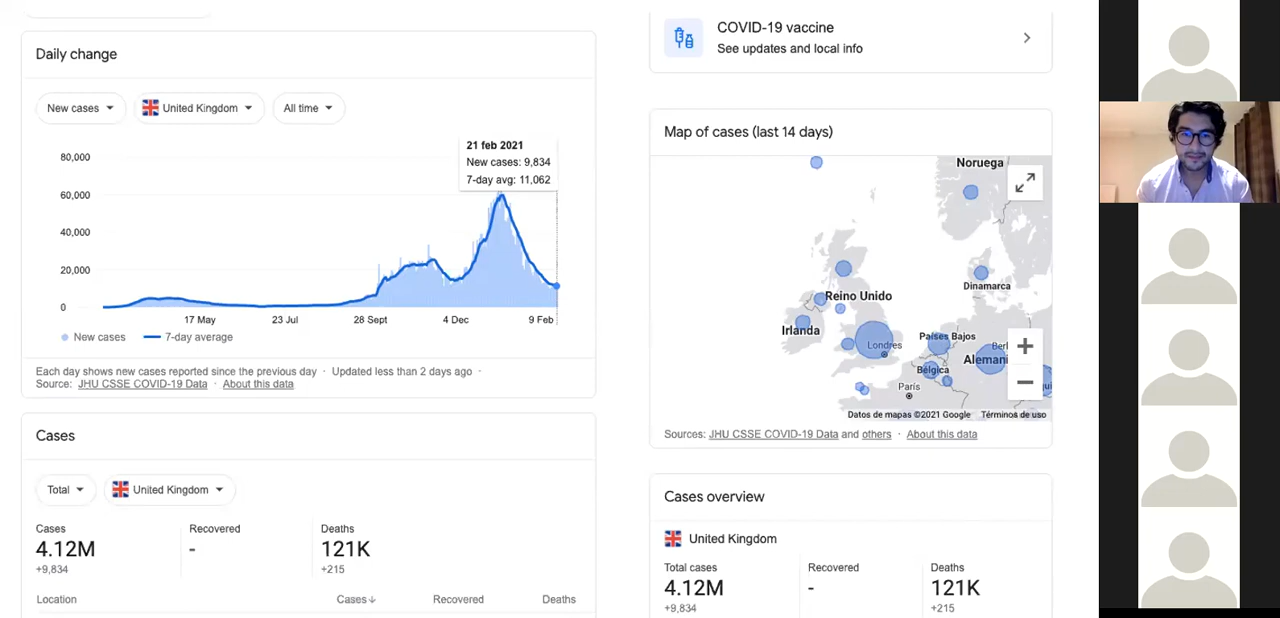 Daily change
New cases
United Kingdom
All time
21 feb 2021
New cases: 9,834
7-day avg: 11,062
80,000
60,000
40,000
20,000
0
17 May
23 Jul
28 Sept
4 Dec
9 Feb
New cases
7-day average
Each day shows new cases reported since the previous day · Updated less than 2 days ago ·
Source: JHU CSSE COVID-19 Data · About this data
Cases
Total
United Kingdom
Cases
4.12M
+9,834
Recovered
-
Deaths
121K
+215
Location
Cases
Recovered
Deaths
COVID-19 vaccine
See updates and local info
Map of cases (last 14 days)
Noruega
Dinamarca
Reino Unido
Irlanda
Países Bajos
Londres
Berl
Alemani
Bélgica
París
Datos de mapas ©2021 Google
Términos de uso
Sources: JHU CSSE COVID-19 Data and others · About this data
Cases overview
United Kingdom
Total cases
4.12M
+9,834
Recovered
-
Deaths
121K
+215